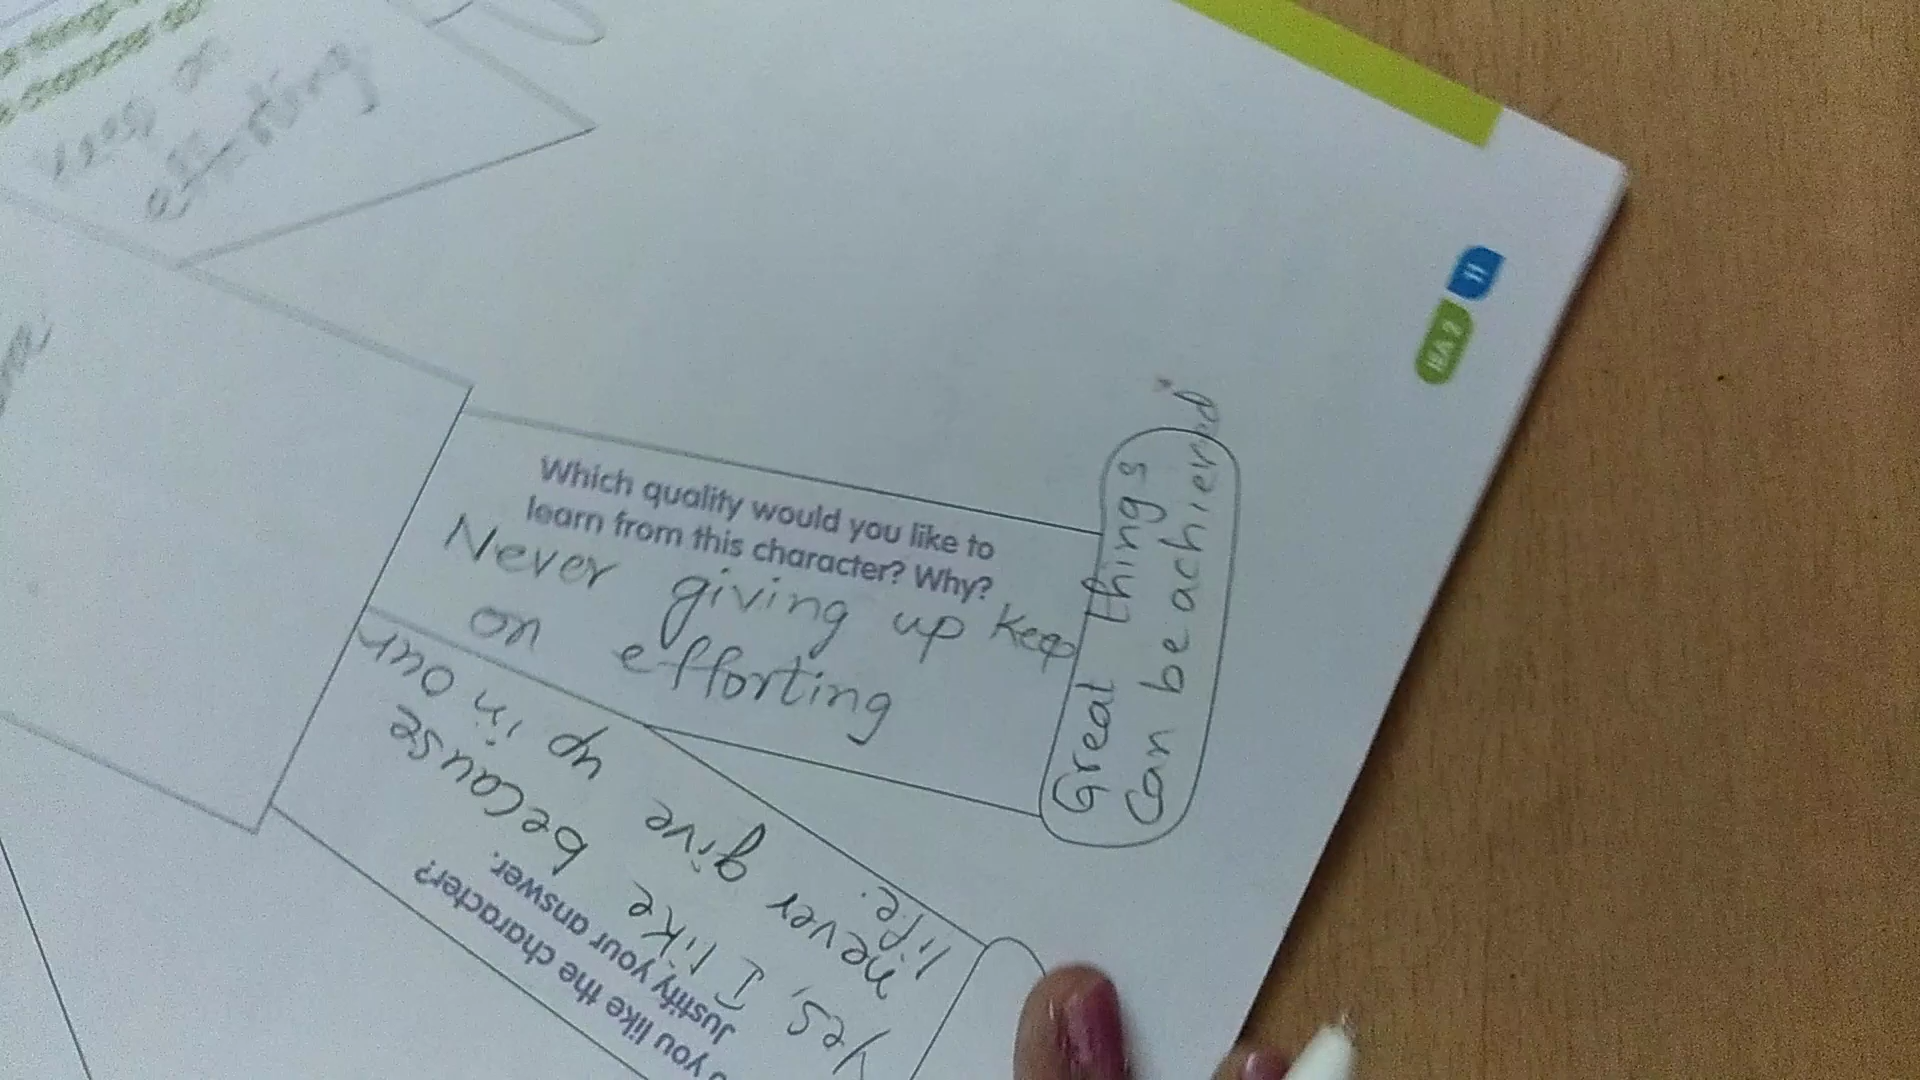 Which quality would you like to
learn from this character? Why?
Never giving up keep
on efforting
Great things
Can be achieved
you like the character?
Justify your answer.
Yes, I like because
never give up in our
life.
ISA 2
11